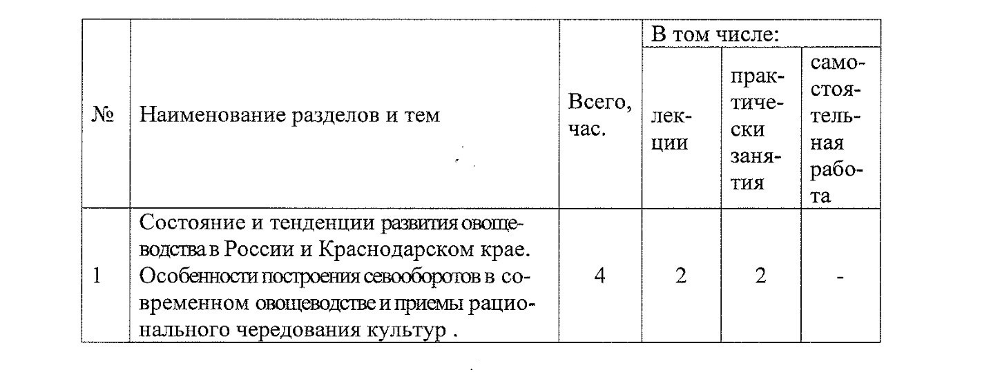 В том числе:
№
Наименование разделов и тем
Всего,
час.
лек-
ции
прак-
тиче-
ски
заня-
тия
само-
стоя-
тель-
ная
рабо-
та
1
Состояние и тенденции развития овоще-
водства в России и Краснодарском крае.
Особенности построения севооборотов в со-
временном овощеводстве и приемы рацио-
нального чередования культур .
4
2
2
-